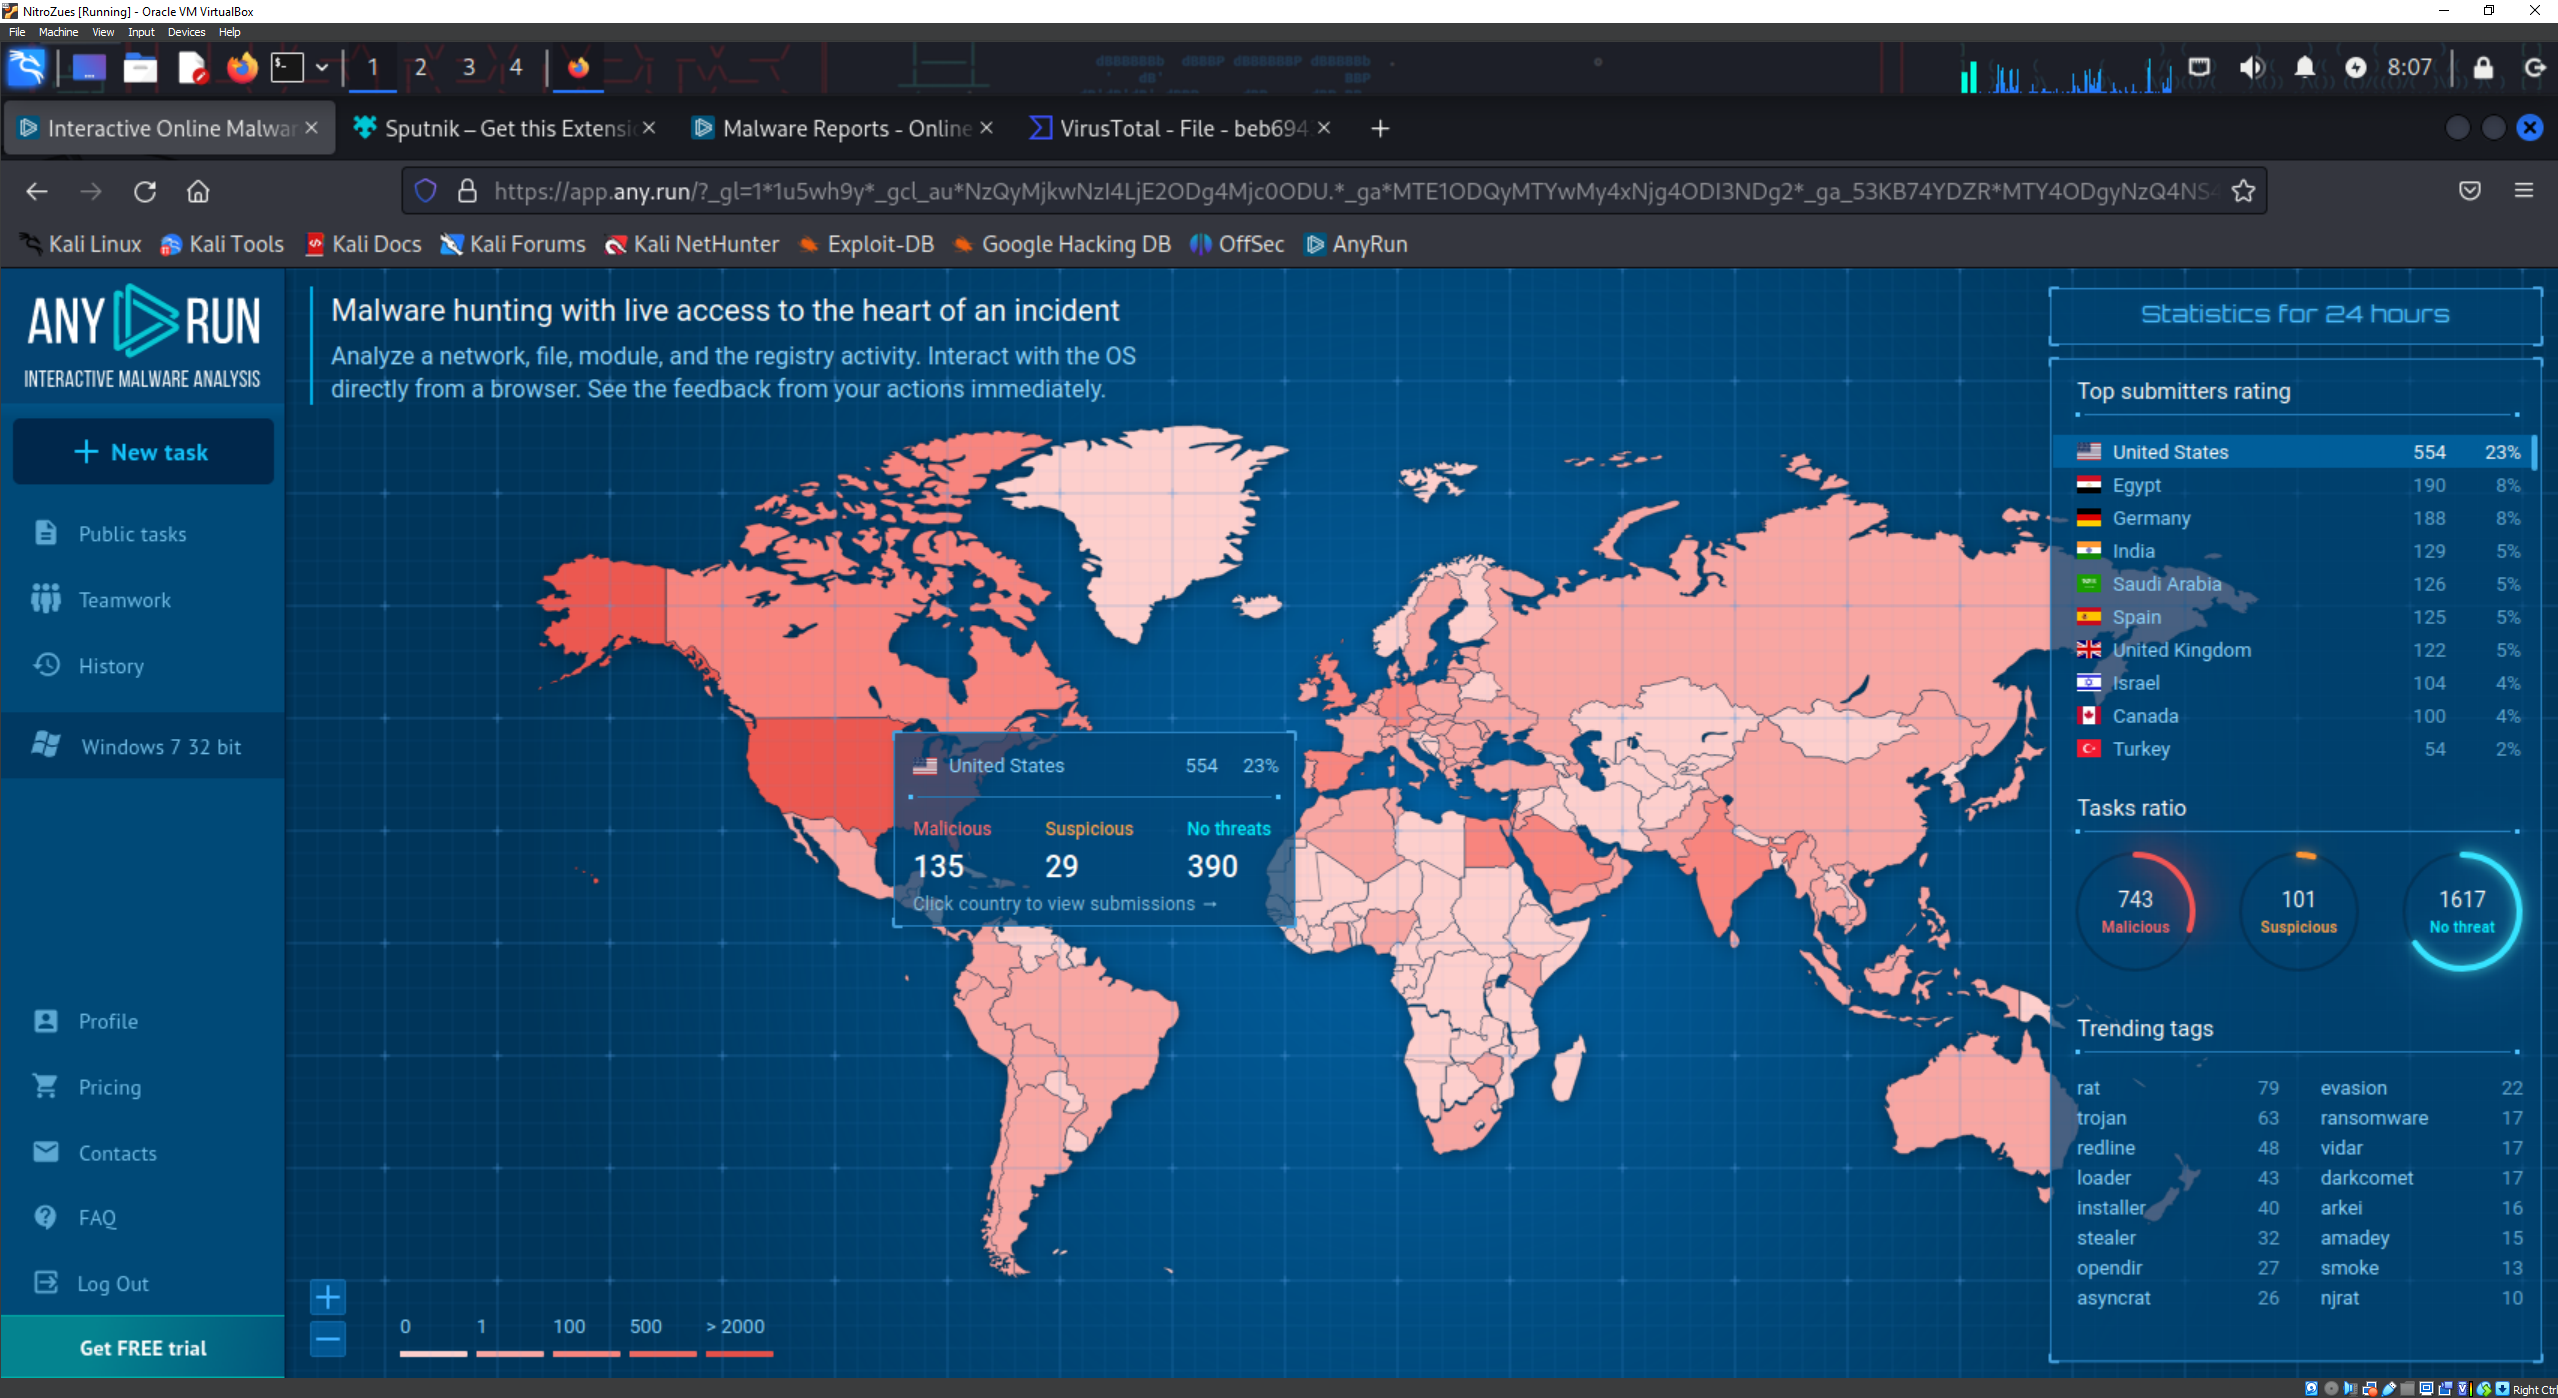 NitroZues [Running] - Oracle VM VirtualBox
File Machine View Input Devices Help
1 2 3 4
8:07
Interactive Online Malwar
Sputnik – Get this Extensi
Malware Reports - Online
VirusTotal - File - beb694
https://app.any.run/?_gl=1*1u5wh9y*_gcl_au*NzQyMjkwNzI4LjE2ODg4Mjc0ODU.*_ga*MTE1ODQyMTYwMy4xNjg4ODI3NDg2*_ga_53KB74YDZR*MTY4ODgyNzQ4NS4
Kali Linux Kali Tools Kali Docs Kali Forums Kali NetHunter Exploit-DB Google Hacking DB OffSec AnyRun
ANY RUN
INTERACTIVE MALWARE ANALYSIS
New task
Public tasks
Teamwork
History
Windows 7 32 bit
Profile
Pricing
Contacts
FAQ
Log Out
Get FREE trial
Malware hunting with live access to the heart of an incident
Analyze a network, file, module, and the registry activity. Interact with the OS
directly from a browser. See the feedback from your actions immediately.
United States 554 23%
Malicious Suspicious No threats
135 29 390
Click country to view submissions →
+
−
0 1 100 500 > 2000
Statistics for 24 hours
Top submitters rating
United States 554 23%
Egypt 190 8%
Germany 188 8%
India 129 5%
Saudi Arabia 126 5%
Spain 125 5%
United Kingdom 122 5%
Israel 104 4%
Canada 100 4%
Turkey 54 2%
Tasks ratio
743 101 1617
Malicious Suspicious No threat
Trending tags
rat 79 evasion 22
trojan 63 ransomware 17
redline 48 vidar 17
loader 43 darkcomet 17
installer 40 arkei 16
stealer 32 amadey 15
opendir 27 smoke 13
asyncrat 26 njrat 10
Right Ctrl